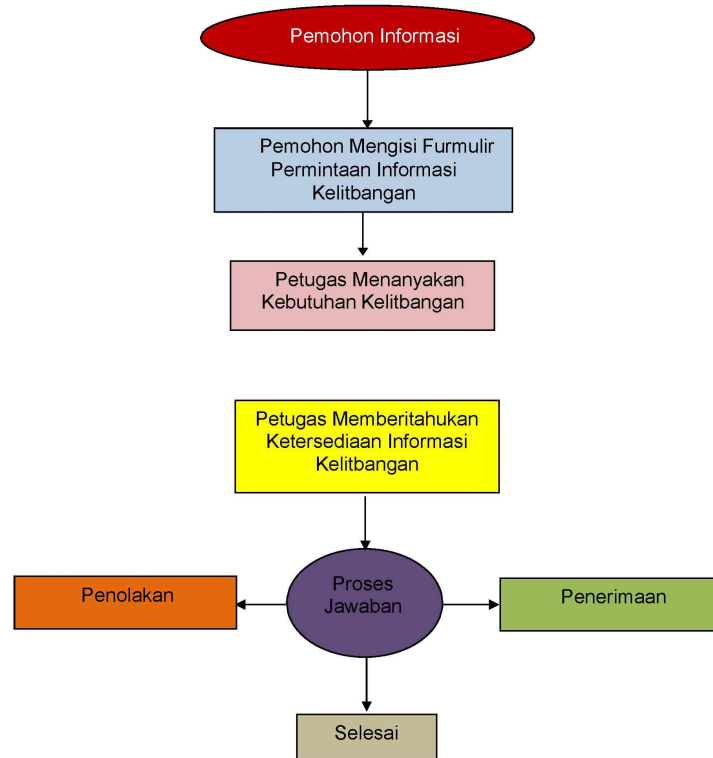 Pemohon Informasi
Pemohon Mengisi Furmulir
Permintaan Informasi
Kelitbangan
Petugas Menanyakan
Kebutuhan Kelitbangan
Petugas Memberitahukan
Ketersediaan Informasi
Kelitbangan
Penolakan
Proses
Jawaban
Penerimaan
Selesai